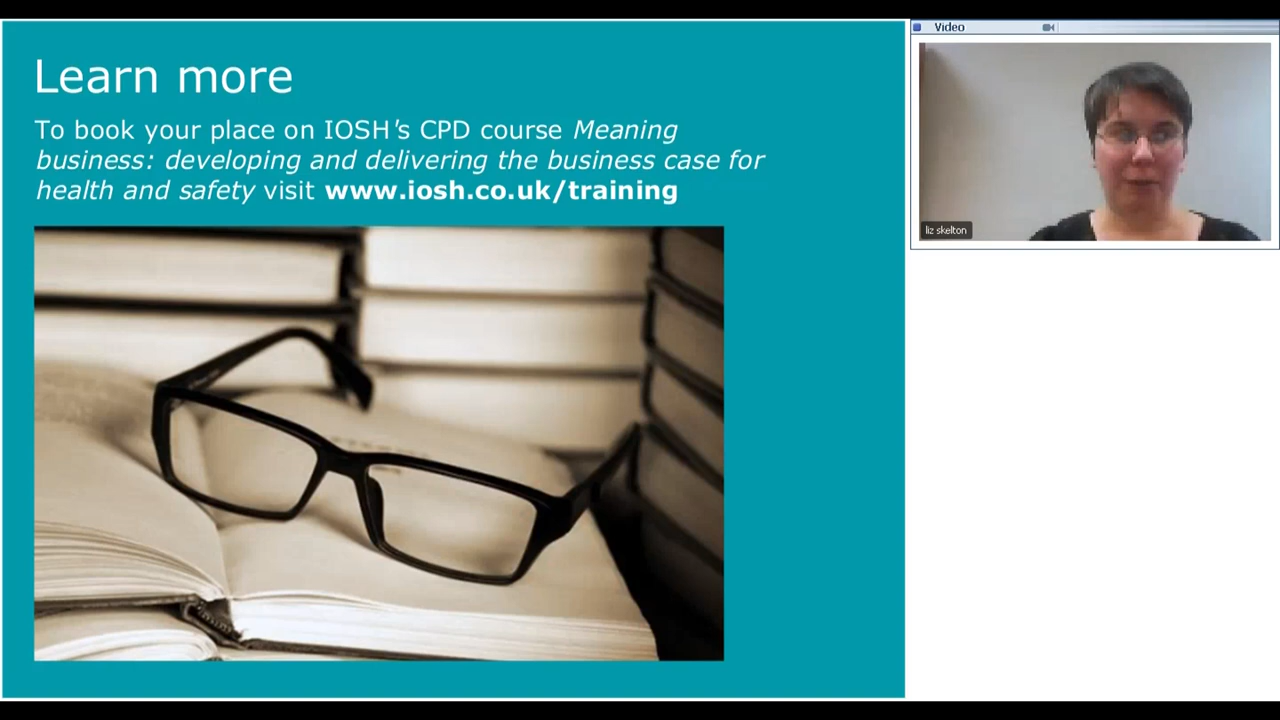 Learn more
To book your place on IOSH's CPD course Meaning
business: developing and delivering the business case for
health and safety visit www.iosh.co.uk/training
Video
liz skelton